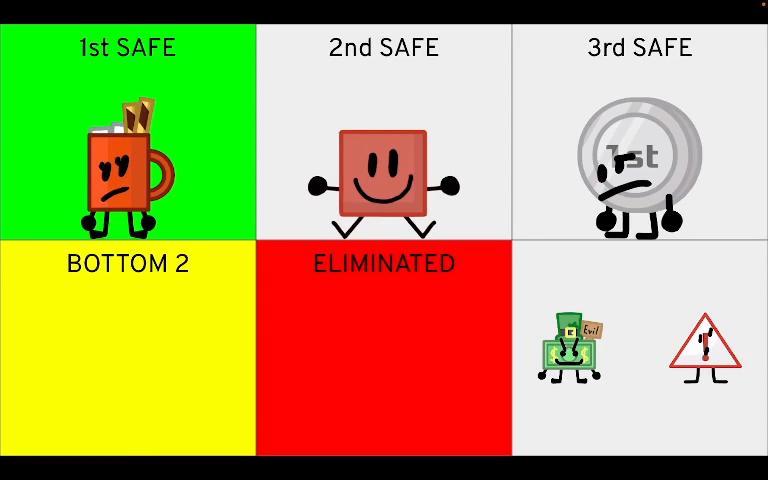 1st SAFE
2nd SAFE
3rd SAFE
1st
BOTTOM 2
ELIMINATED
Evil
$ $
!